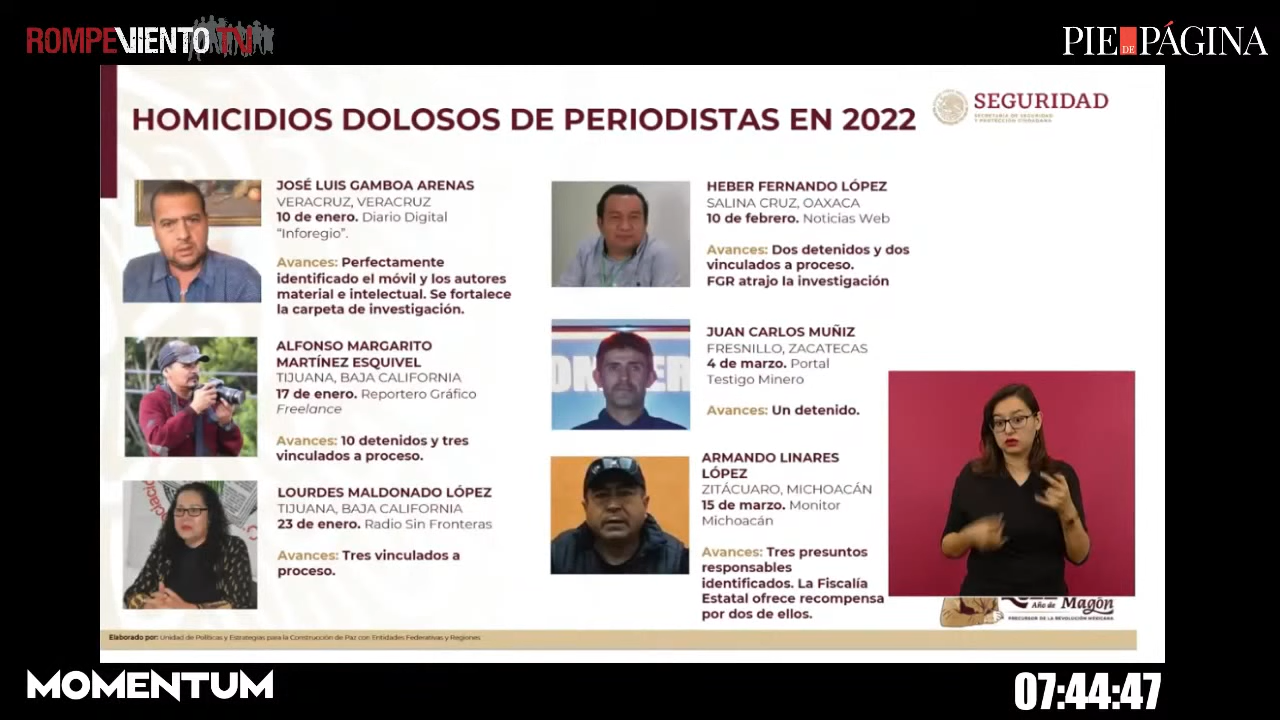 ROMPEVIENTO TV
PIE DE PÁGINA
HOMICIDIOS DOLOSOS DE PERIODISTAS EN 2022
SEGURIDAD
SECRETARÍA DE SEGURIDAD
Y PROTECCIÓN CIUDADANA
JOSÉ LUIS GAMBOA ARENAS
VERACRUZ, VERACRUZ
10 de enero. Diario Digital
“Inforegio”.
Avances: Perfectamente
identificado el móvil y los autores
material e intelectual. Se fortalece
la carpeta de investigación.
ALFONSO MARGARITO
MARTÍNEZ ESQUIVEL
TIJUANA, BAJA CALIFORNIA
17 de enero. Reportero Gráfico
Freelance
Avances: 10 detenidos y tres
vinculados a proceso.
LOURDES MALDONADO LÓPEZ
TIJUANA, BAJA CALIFORNIA
23 de enero. Radio Sin Fronteras
Avances: Tres vinculados a
proceso.
HEBER FERNANDO LÓPEZ
SALINA CRUZ, OAXACA
10 de febrero. Noticias Web
Avances: Dos detenidos y dos
vinculados a proceso.
FGR atrajo la investigación
JUAN CARLOS MUÑIZ
FRESNILLO, ZACATECAS
4 de marzo. Portal
Testigo Minero
Avances: Un detenido.
ARMANDO LINARES
LÓPEZ
ZITÁCUARO, MICHOACÁN
15 de marzo. Monitor
Michoacán
Avances: Tres presuntos
responsables
identificados. La Fiscalía
Estatal ofrece recompensa
por dos de ellos.
Año de Magón
PRECURSOR DE LA REVOLUCIÓN MEXICANA
Elaborado por: Unidad de Políticas y Estrategias para la Construcción de Paz con Entidades Federativas y Regiones
MOMENTUM
07:44:47